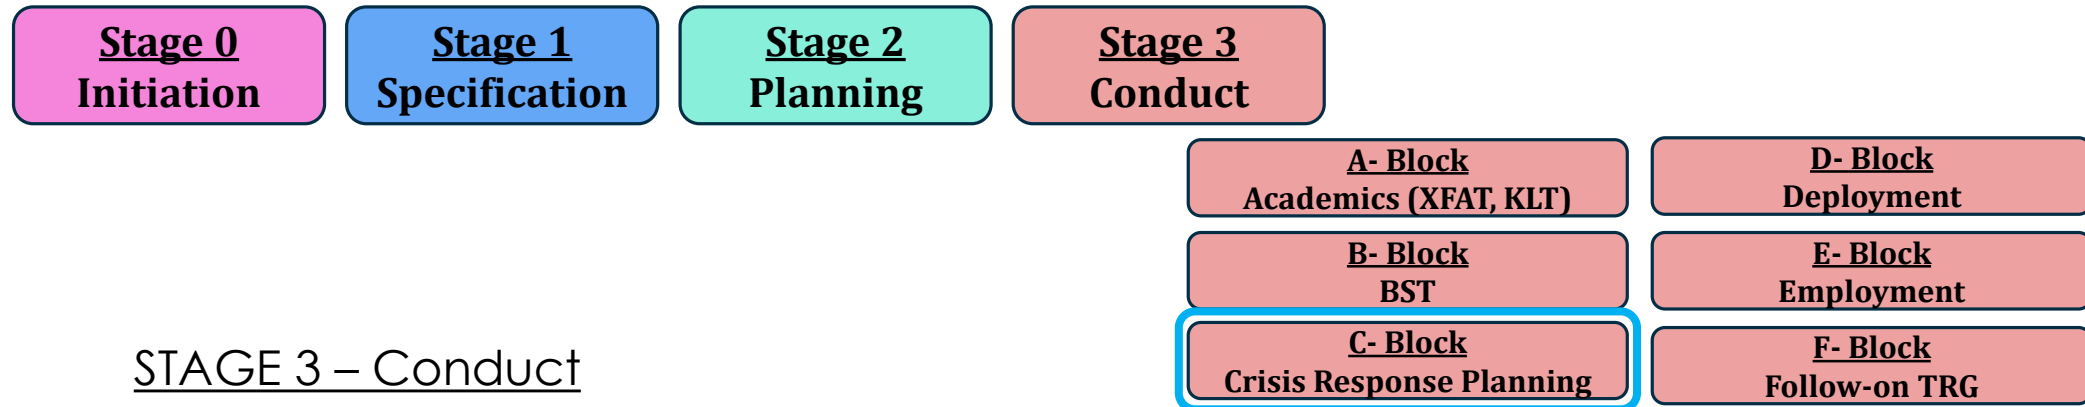 Stage 0
Initiation
Stage 1
Specification
Stage 2
Planning
Stage 3
Conduct
A- Block
Academics (XFAT, KLT)
B- Block
BST
C- Block
Crisis Response Planning
D- Block
Deployment
E- Block
Employment
F- Block
Follow-on TRG
STAGE 3 – Conduct